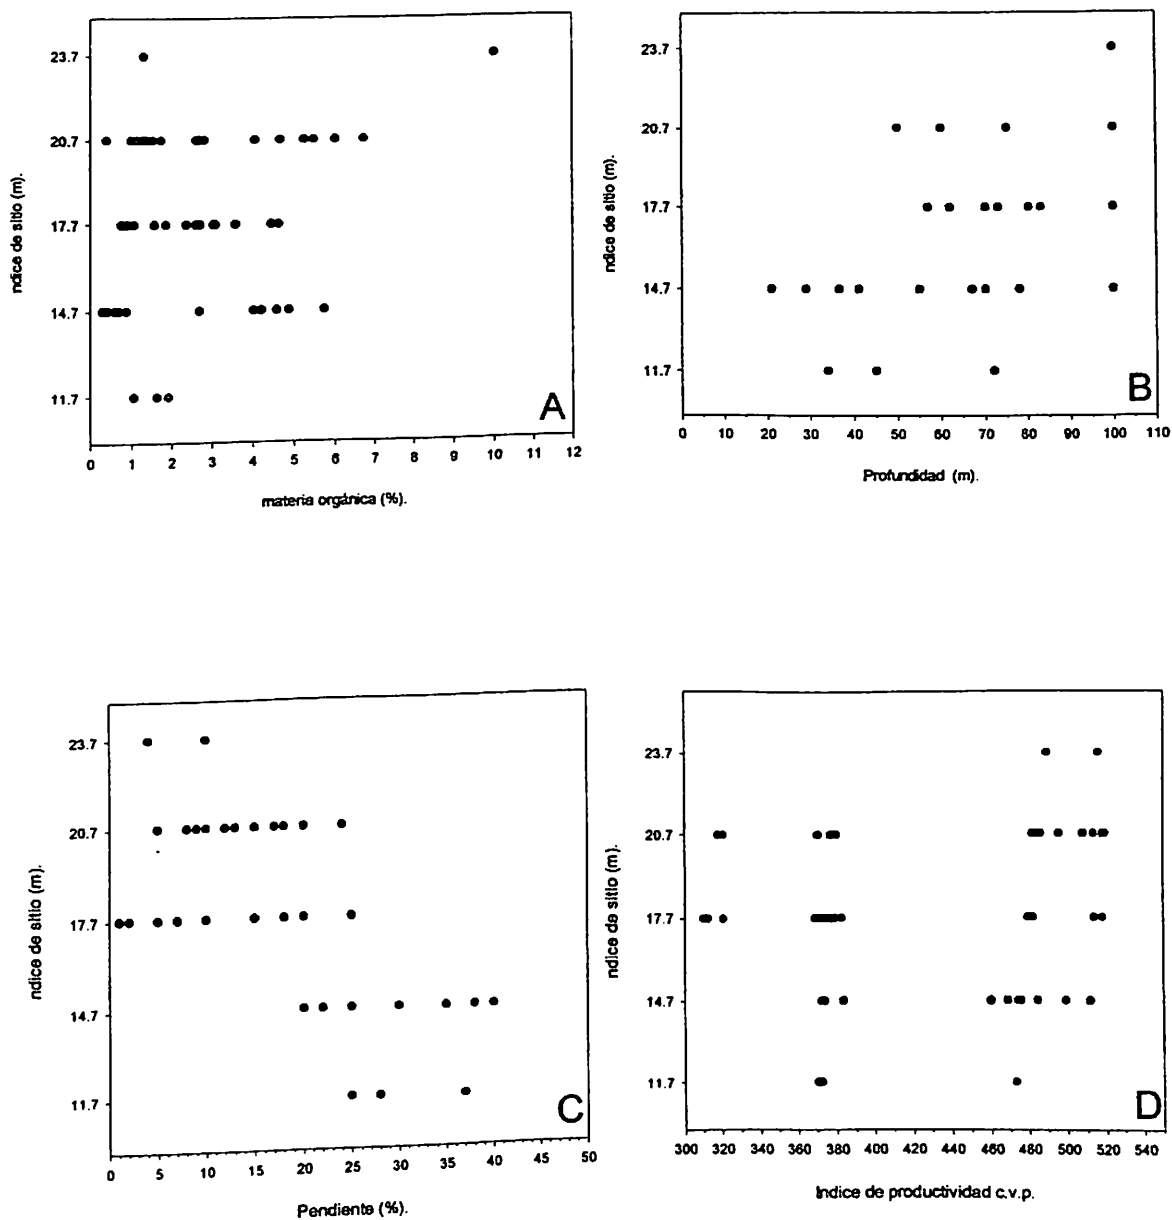 ndice de sitio (m).
23.7
20.7
17.7
14.7
11.7
A
0 1 2 3 4 5 6 7 8 9 10 11 12
materia orgánica (%).
ndice de sitio (m).
23.7
20.7
17.7
14.7
11.7
B
0 10 20 30 40 50 60 70 80 90 100 110
Profundidad (m).
ndice de sitio (m).
23.7
20.7
17.7
14.7
11.7
C
0 5 10 15 20 25 30 35 40 45 50
Pendiente (%).
ndice de sitio (m).
23.7
20.7
17.7
14.7
11.7
D
300 320 340 360 380 400 420 440 460 480 500 520 540
Indice de productividad c.v.p.